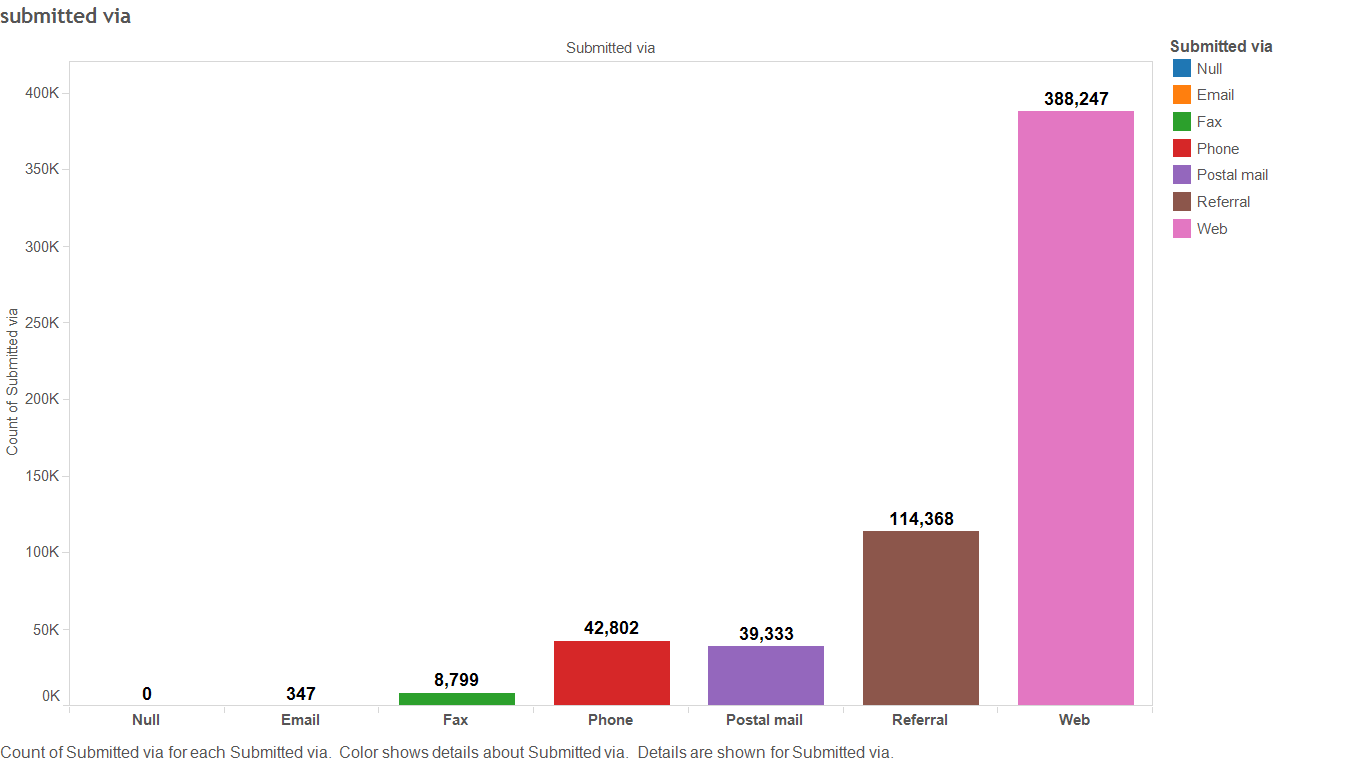 submitted via
Submitted via
Submitted via
Null
Email
Fax
Phone
Postal mail
Referral
Web
Count of Submitted via
400K
350K
300K
250K
200K
150K
100K
50K
0K
0
347
8,799
42,802
39,333
114,368
388,247
Null
Email
Fax
Phone
Postal mail
Referral
Web
Count of Submitted via for each Submitted via. Color shows details about Submitted via. Details are shown for Submitted via.